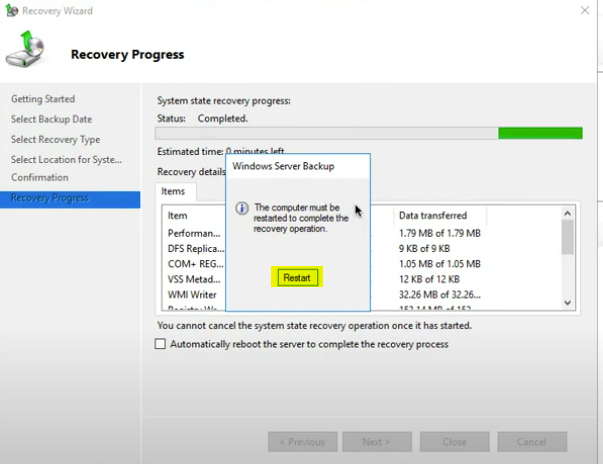 Recovery Wizard
Recovery Progress
Getting Started
Select Backup Date
Select Recovery Type
Select Location for Syste...
Confirmation
Recovery Progress
System state recovery progress:
Status: Completed.
Estimated time: 0 minutes left.
Recovery details
Items
Item Data transferred
Performan... 1.79 MB of 1.79 MB
DFS Replica... 9 KB of 9 KB
COM+ REG... 1.05 MB of 1.05 MB
VSS Metad... 12 KB of 12 KB
WMI Writer 32.26 MB of 32.26...
Windows Server Backup
The computer must be
restarted to complete the
recovery operation.
Restart
You cannot cancel the system state recovery operation once it has started.
Automatically reboot the server to complete the recovery process
< Previous Next > Close Cancel